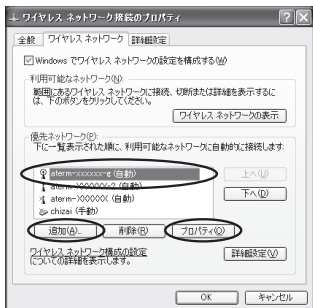 ワイヤレス ネットワーク接続のプロパティ
全般 ワイヤレス ネットワーク 詳細設定
Windows でワイヤレス ネットワークの設定を構成する(W)
利用可能なネットワーク(N):
範囲にあるワイヤレス ネットワークに接続、切断または詳細を表示するに
は、下のボタンをクリックしてください。
ワイヤレス ネットワークの表示
優先ネットワーク(P):
下に一覧表示された順に、利用可能なネットワークに自動的に接続します:
aterm-xxxxxx-g (自動)
上へ(U)
(自動)
下へ(D)
(自動)
chizai (手動)
追加(A)... 削除(R) プロパティ(O)
ワイヤレス ネットワーク構成の設定
についての詳細を表示します。
詳細設定(V)
OK キャンセル